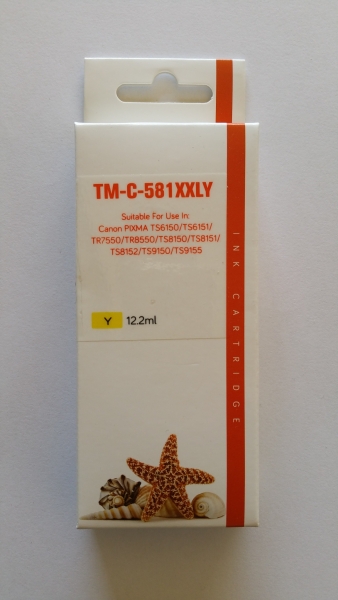 TM-C-581XXLY
Suitable For Use In:
Canon PIXMA TS6150/TS6151/
TR7550/TR8550/TS8150/TS8151/
TS8152/TS9150/TS9155
Y 12.2ml
INK CARTRIDGE